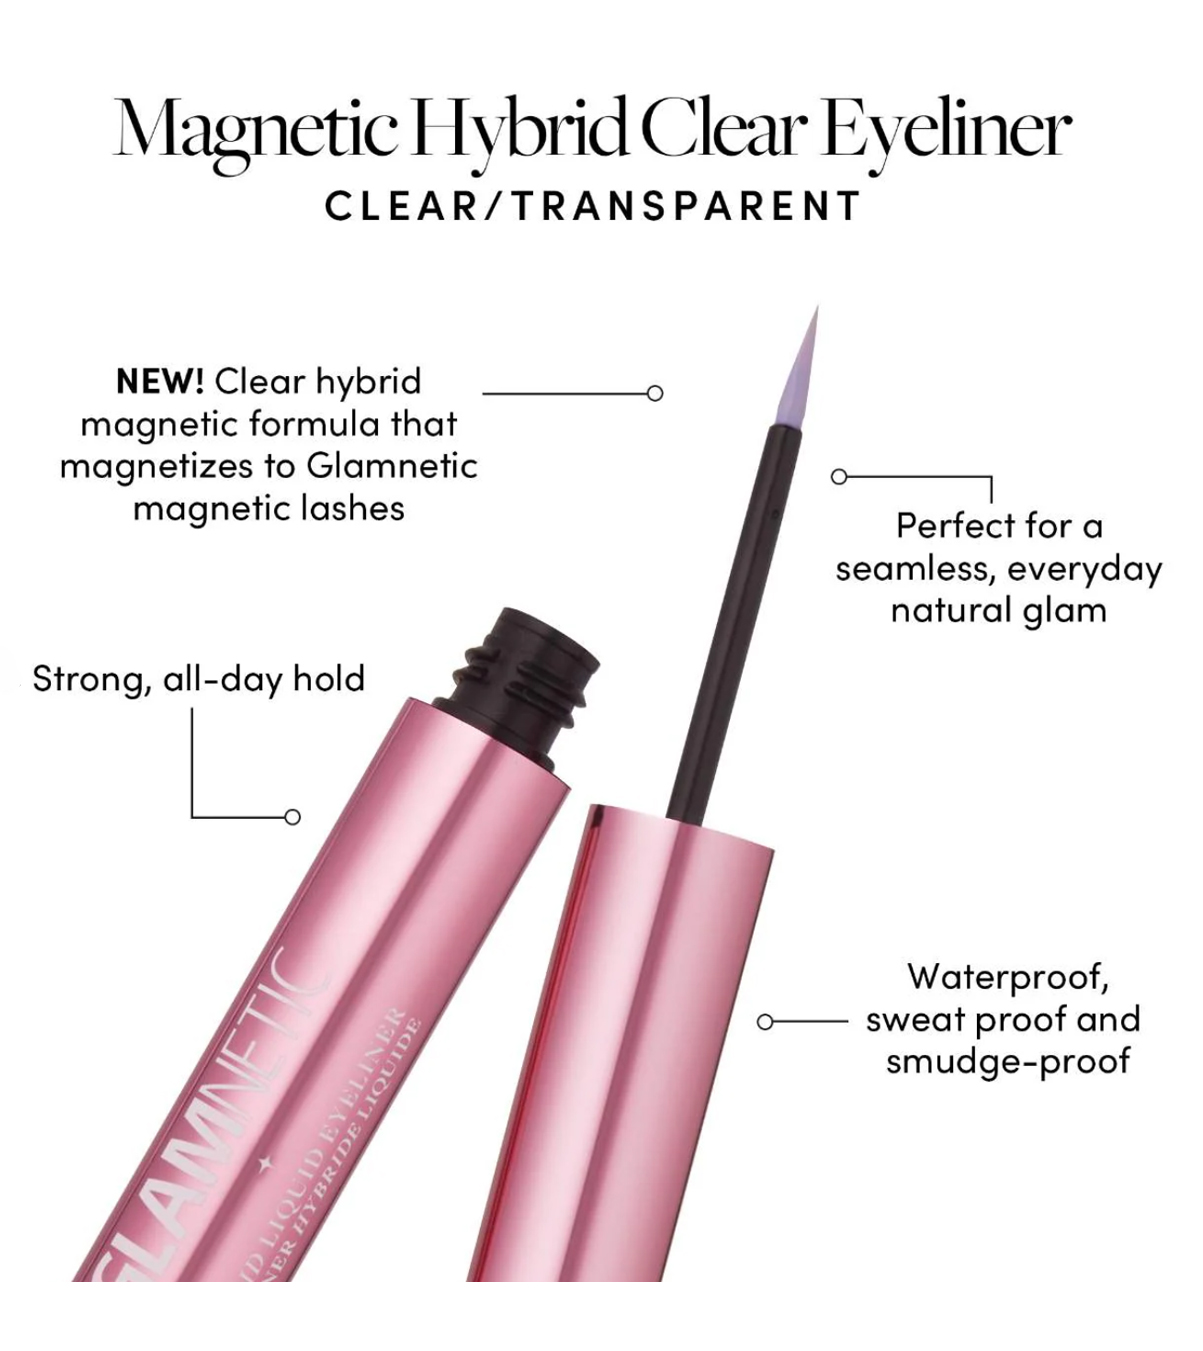 Magnetic Hybrid Clear Eyeliner
CLEAR/TRANSPARENT
NEW! Clear hybrid
magnetic formula that
magnetizes to Glamnetic
magnetic lashes
Perfect for a
seamless, everyday
natural glam
Strong, all-day hold
Waterproof,
sweat proof and
smudge-proof
GLAMNETIC
LIQUID EYELINER
HYBRIDE LIQUIDE